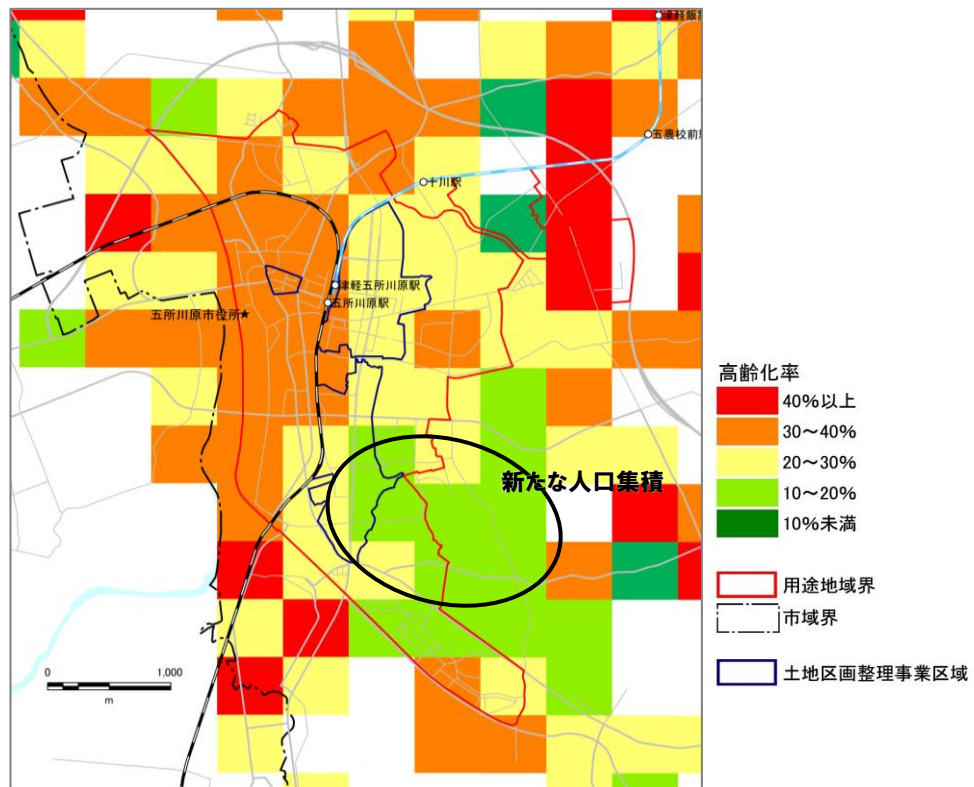 津軽飯詰
五農校前駅
十川駅
津軽五所川原駅
五所川原駅
五所川原市役所★
新たな人口集積
0 1,000
m
高齢化率
40%以上
30~40%
20~30%
10~20%
10%未満
用途地域界
市域界
土地区画整理事業区域